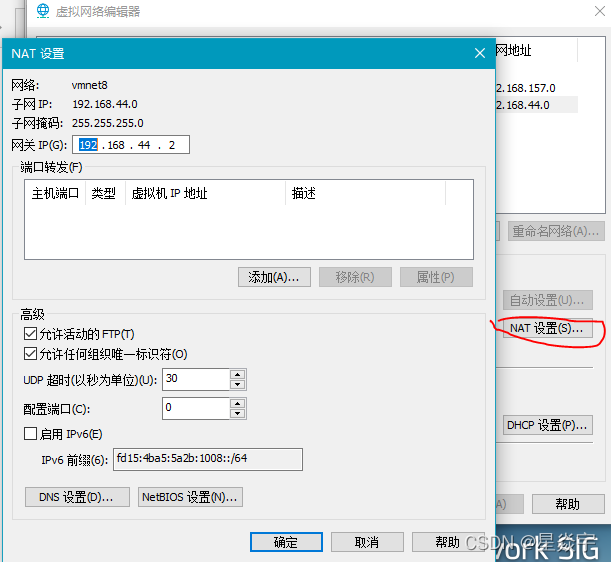 虚拟网络编辑器
NAT 设置
网地址
网络: vmnet8
子网 IP: 192.168.44.0
2.168.157.0
2.168.44.0
子网掩码: 255.255.255.0
网关 IP(G): 192 .168 . 44 . 2
端口转发(F)
主机端口 类型 虚拟机 IP 地址 描述
重命名网络(A)...
添加(A)... 移除(R) 属性(P)
自动设置(U)...
高级
NAT 设置(S)...
允许活动的 FTP(T)
允许任何组织唯一标识符(O)
UDP 超时(以秒为单位)(U): 30
配置端口(C): 0
DHCP 设置(P)...
启用 IPv6(E)
IPv6 前缀(6): fd15:4ba5:5a2b:1008::/64
DNS 设置(D)... NetBIOS 设置(N)...
A) 帮助
确定 取消 帮助
CSDN @星焱宇
work SIG